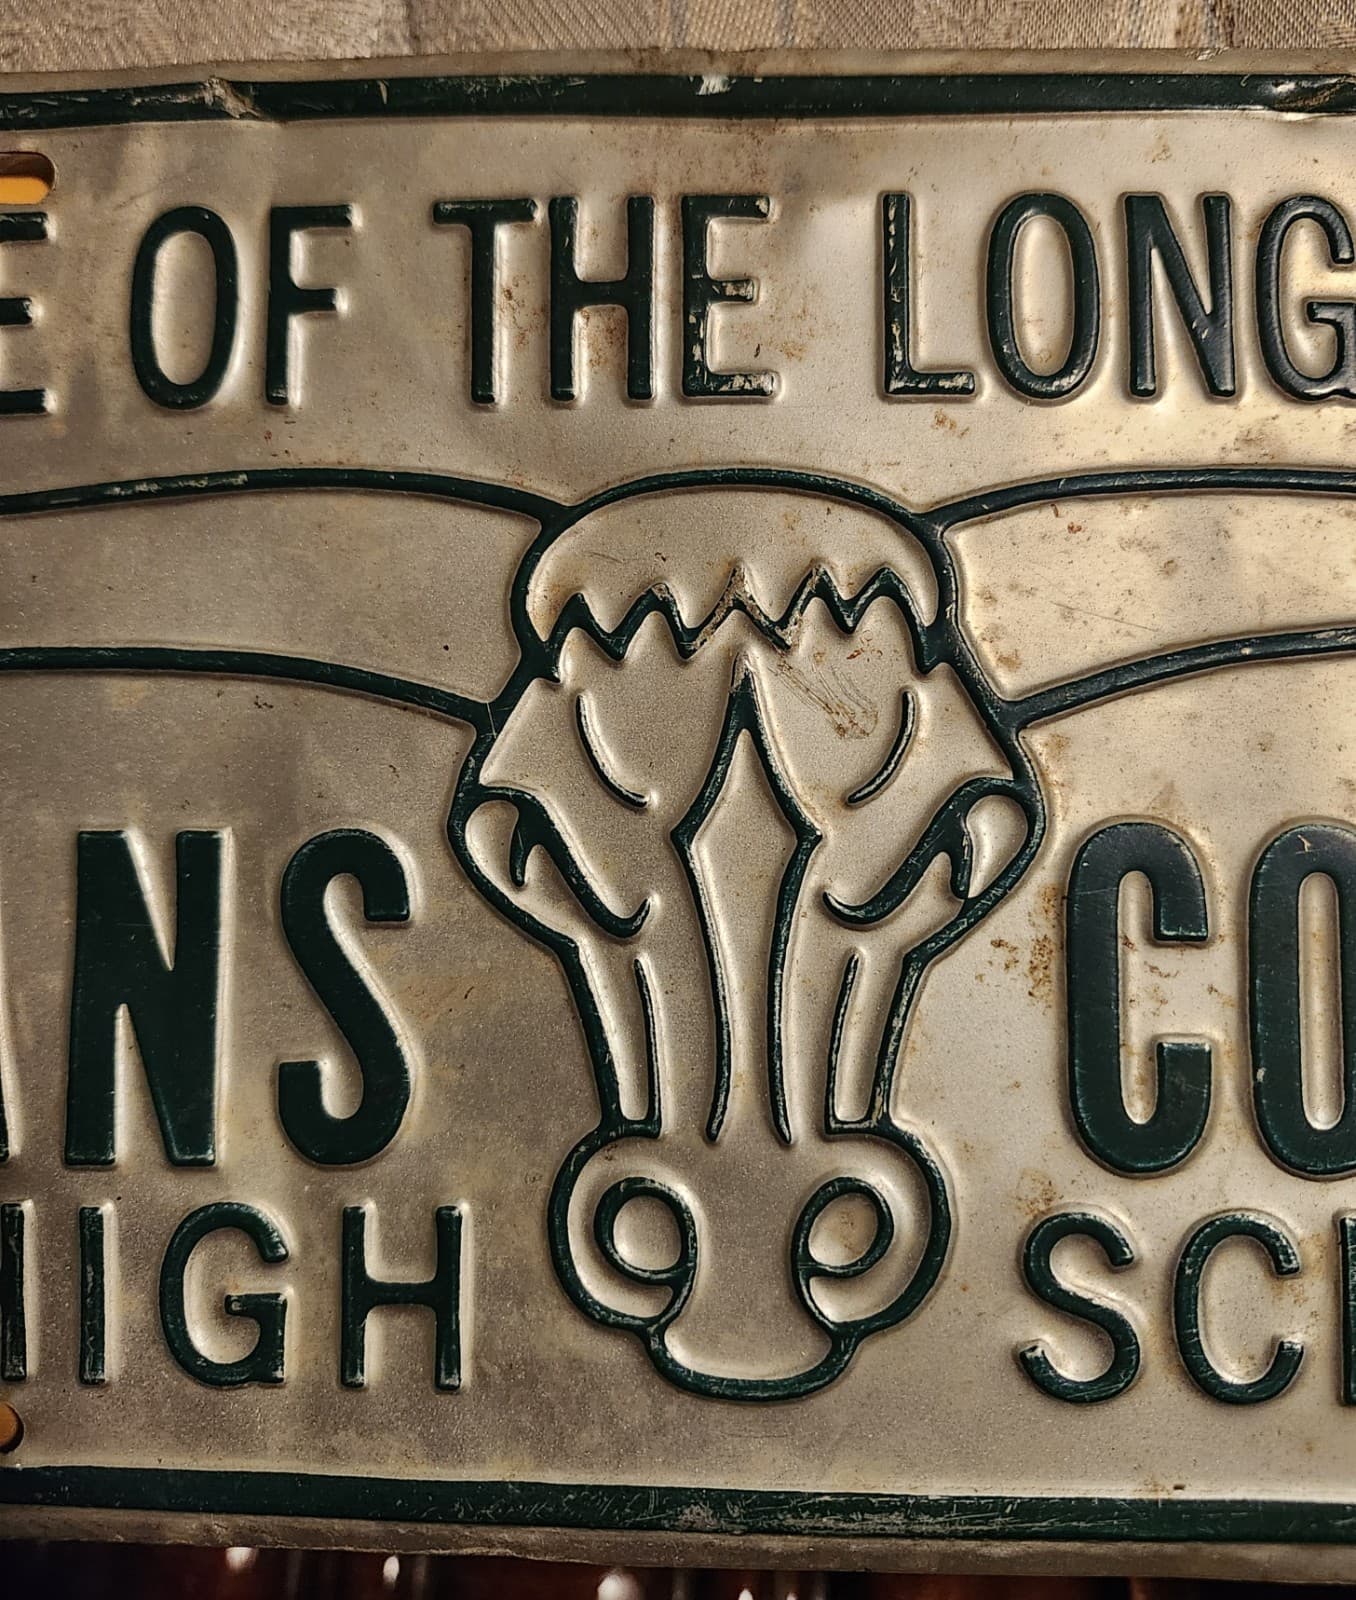 E OF THE LONG
ANS CO
HIGH SC